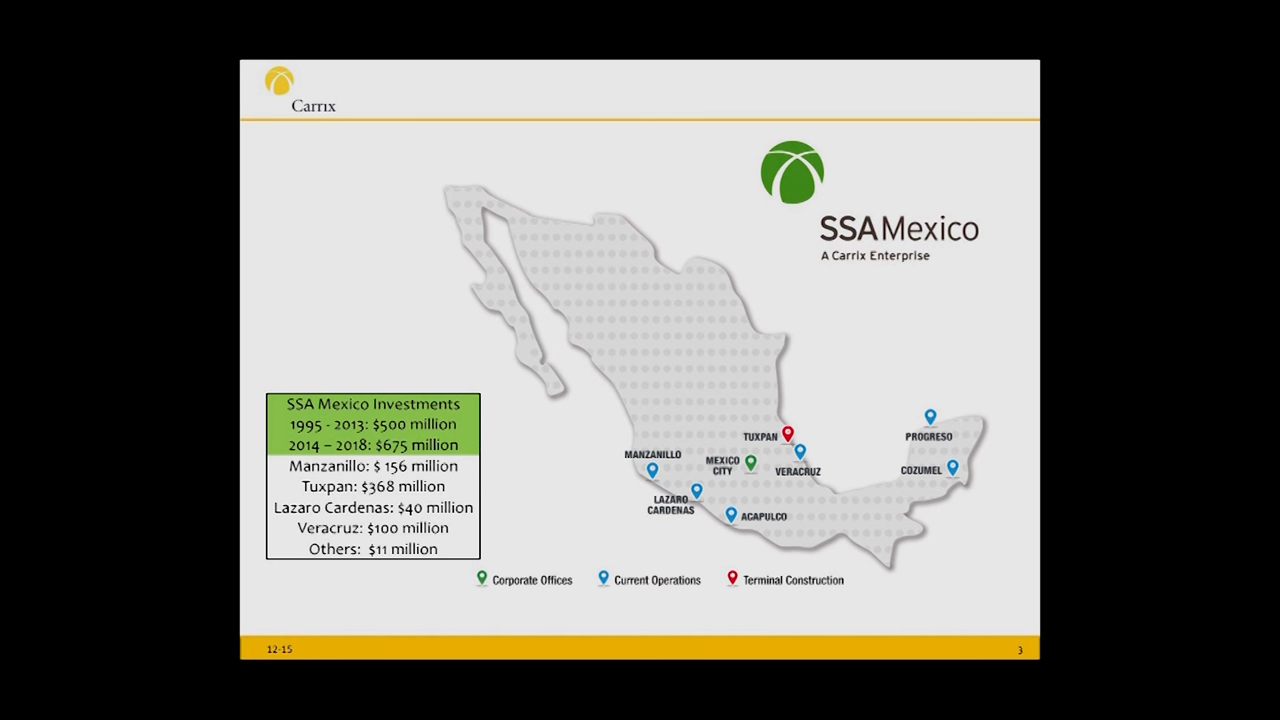 Carrix
SSAMexico
A Carrix Enterprise
SSA Mexico Investments
1995 - 2013: $500 million
2014 – 2018: $675 million
Manzanillo: $ 156 million
Tuxpan: $368 million
Lazaro Cardenas: $40 million
Veracruz: $100 million
Others: $11 million
MANZANILLO
LAZARO
CARDENAS
MEXICO
CITY
ACAPULCO
TUXPAN
VERACRUZ
PROGRESO
COZUMEL
Corporate Offices
Current Operations
Terminal Construction
12-15
3